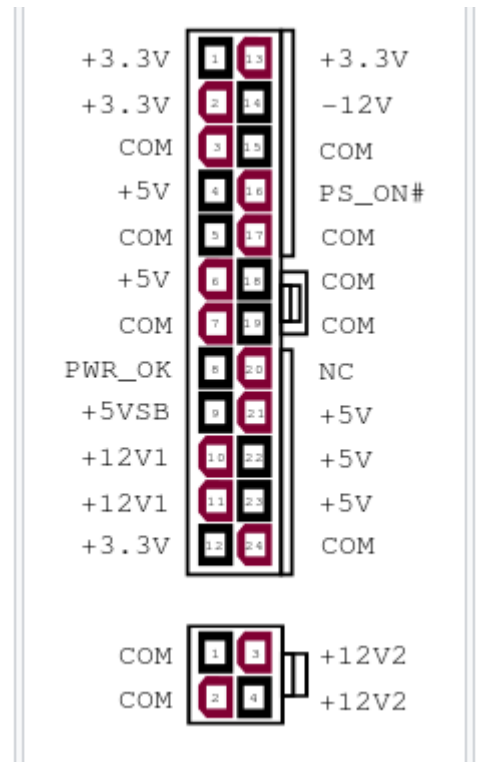 +3.3V 1 13 +3.3V
+3.3V 2 14 -12V
COM 3 15 COM
+5V 4 16 PS_ON#
COM 5 17 COM
+5V 6 18 COM
COM 7 19 COM
PWR_OK 8 20 NC
+5VSB 9 21 +5V
+12V1 10 22 +5V
+12V1 11 23 +5V
+3.3V 12 24 COM
COM 1 3 +12V2
COM 2 4 +12V2